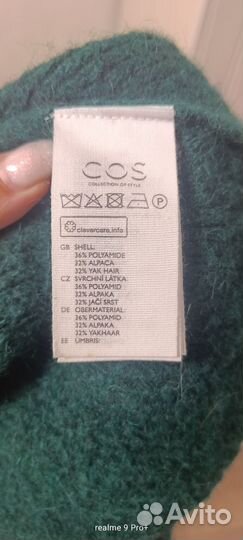 COS
COLLECTION OF STYLE
P
clevercare.info
GB SHELL:
36% POLYAMIDE
32% ALPACA
32% YAK HAIR
CZ SVRCHNÍ LÁTKA
36% POLYAMID
32% ALPAKA
32% JAČÍ SRST
DE OBERMATERIAL:
36% POLYAMID
32% ALPAKA
32% YAKHAAR
EE ÜMBRIS:
realme 9 Pro+
Avito